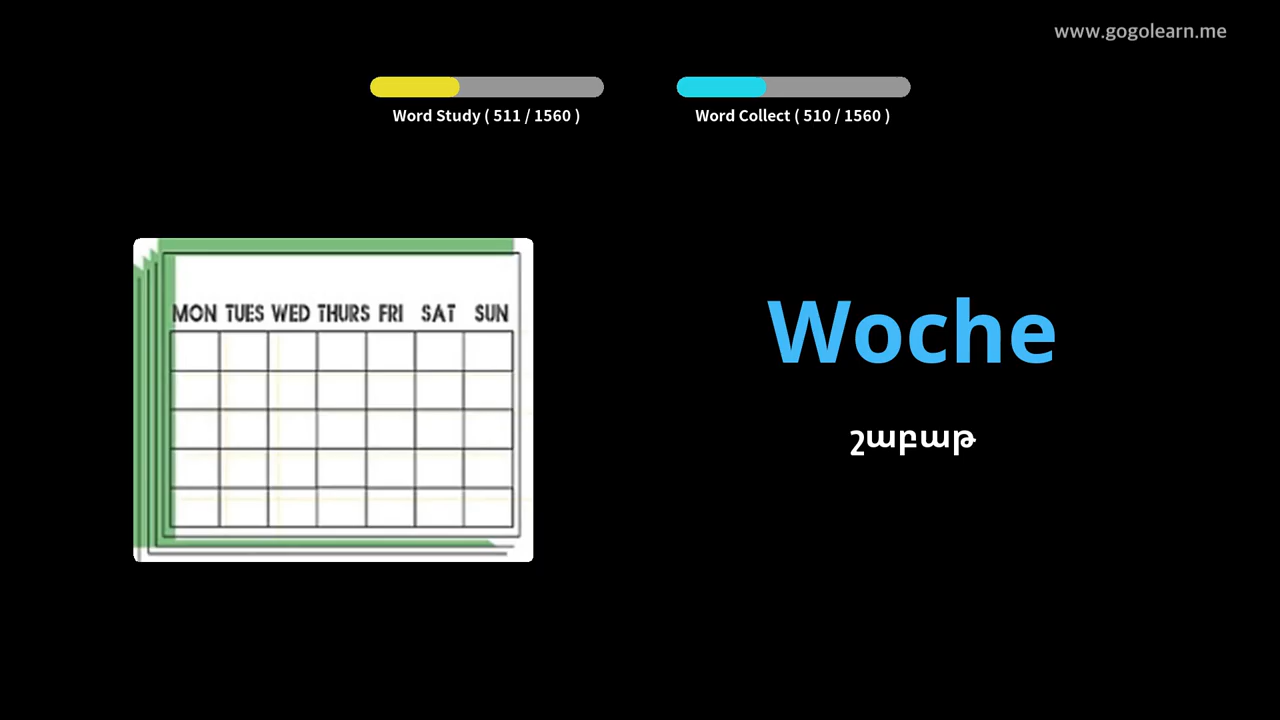 www.gogolearn.me
Word Study ( 511 / 1560 )
Word Collect ( 510 / 1560 )
MON TUES WED THURS FRI SAT SUN
Woche
շաբաթ